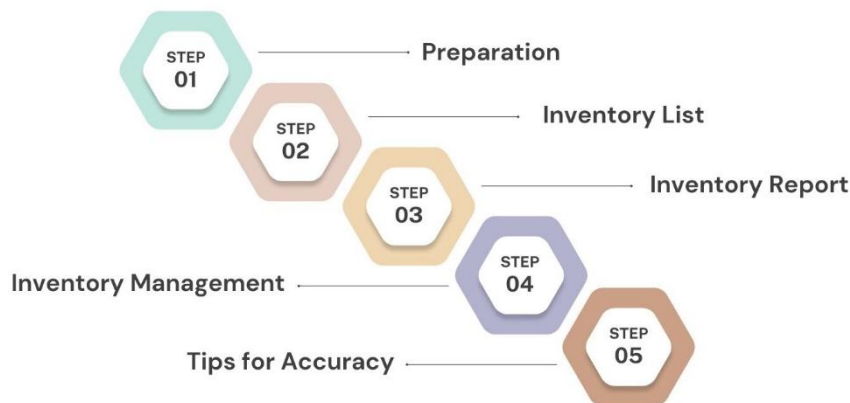 STEP
01
Preparation
STEP
02
Inventory List
STEP
03
Inventory Report
Inventory Management
STEP
04
Tips for Accuracy
STEP
05